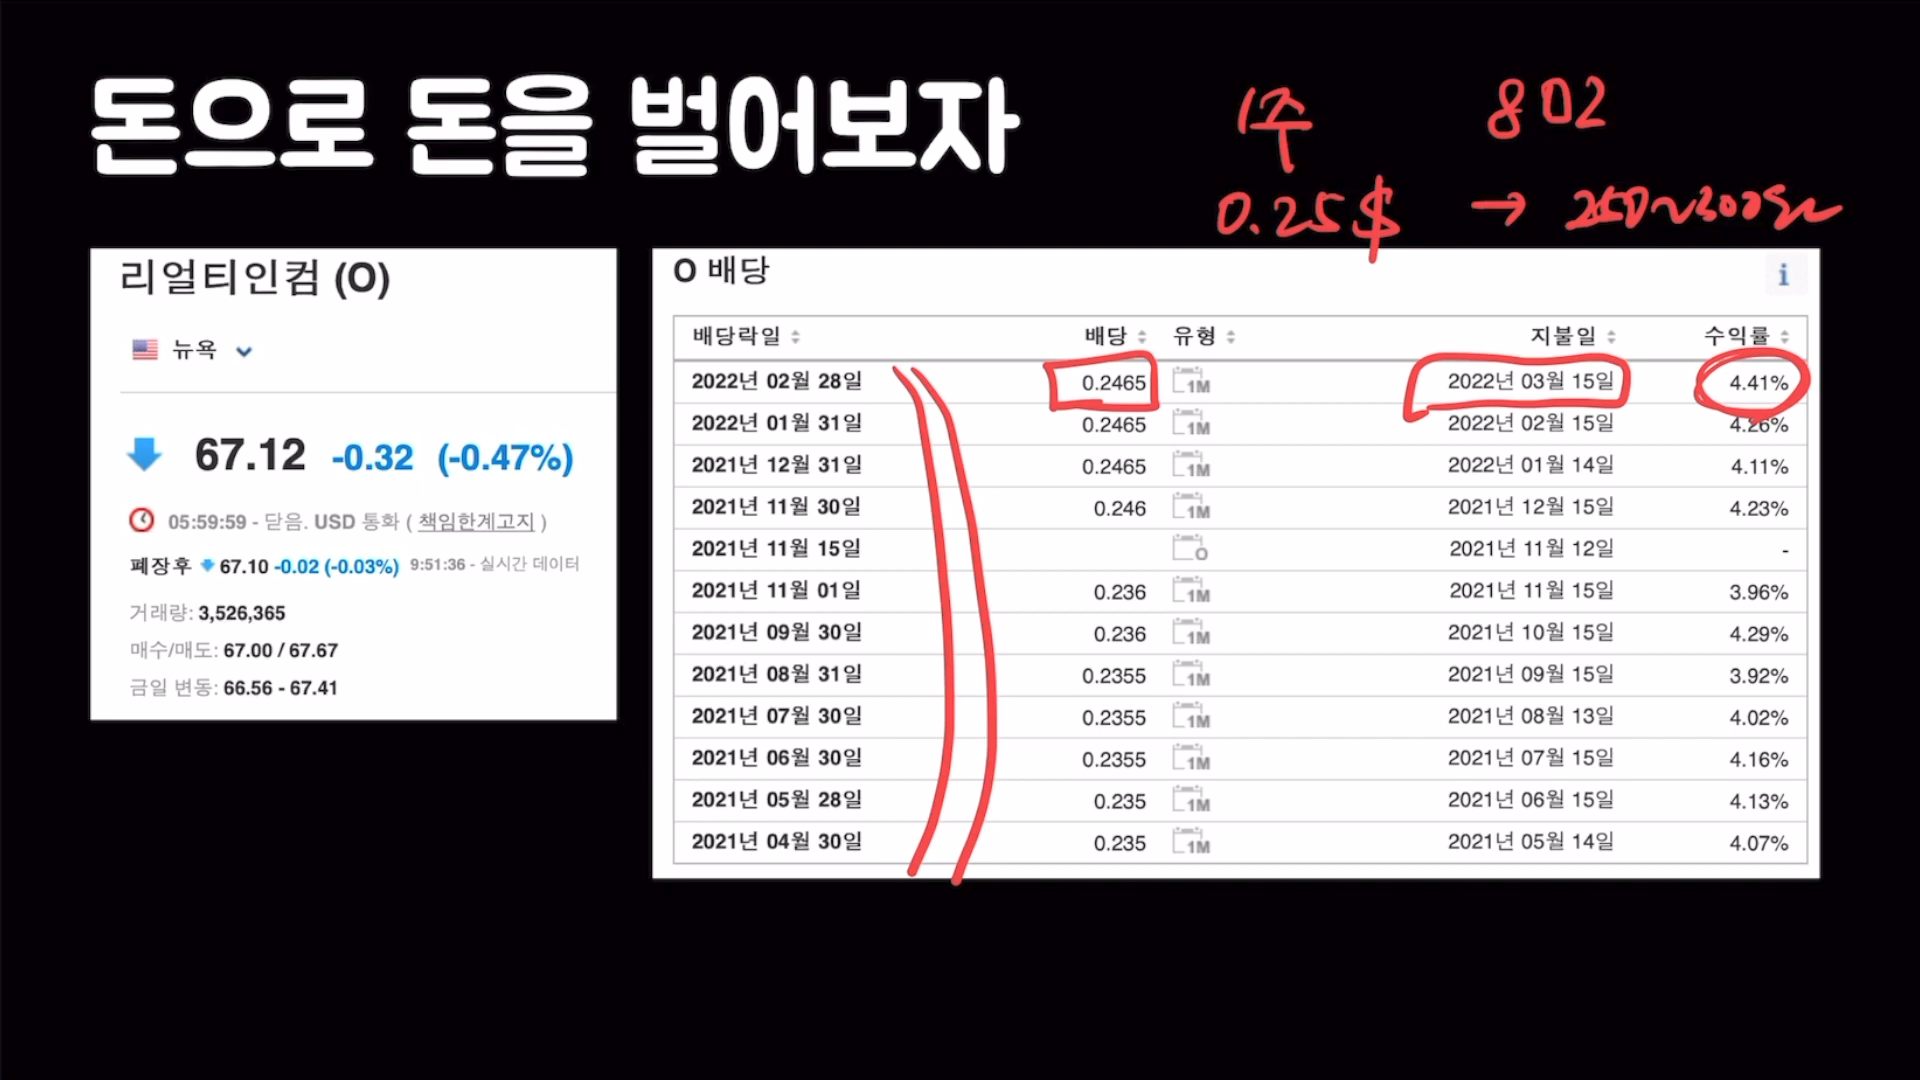 돈으로 돈을 벌어보자
1주
0.25$ → 250~300원
리얼티인컴 (O)
뉴욕
67.12 -0.32 (-0.47%)
05:59:59 - 닫음. USD 통화 ( 책임한계고지 )
폐장후 67.10 -0.02 (-0.03%) 9:51:36 - 실시간 데이터
거래량: 3,526,365
매수/매도: 67.00 / 67.67
금일 변동: 66.56 - 67.41
O 배당
i
배당락일 배당 유형 지불일 수익률
2022년 02월 28일 0.2465 1M 2022년 03월 15일 4.41%
2022년 01월 31일 0.2465 1M 2022년 02월 15일 4.26%
2021년 12월 31일 0.2465 1M 2022년 01월 14일 4.11%
2021년 11월 30일 0.246 1M 2021년 12월 15일 4.23%
2021년 11월 15일 O 2021년 11월 12일 -
2021년 11월 01일 0.236 1M 2021년 11월 15일 3.96%
2021년 09월 30일 0.236 1M 2021년 10월 15일 4.29%
2021년 08월 31일 0.2355 1M 2021년 09월 15일 3.92%
2021년 07월 30일 0.2355 1M 2021년 08월 13일 4.02%
2021년 06월 30일 0.2355 1M 2021년 07월 15일 4.16%
2021년 05월 28일 0.235 1M 2021년 06월 15일 4.13%
2021년 04월 30일 0.235 1M 2021년 05월 14일 4.07%